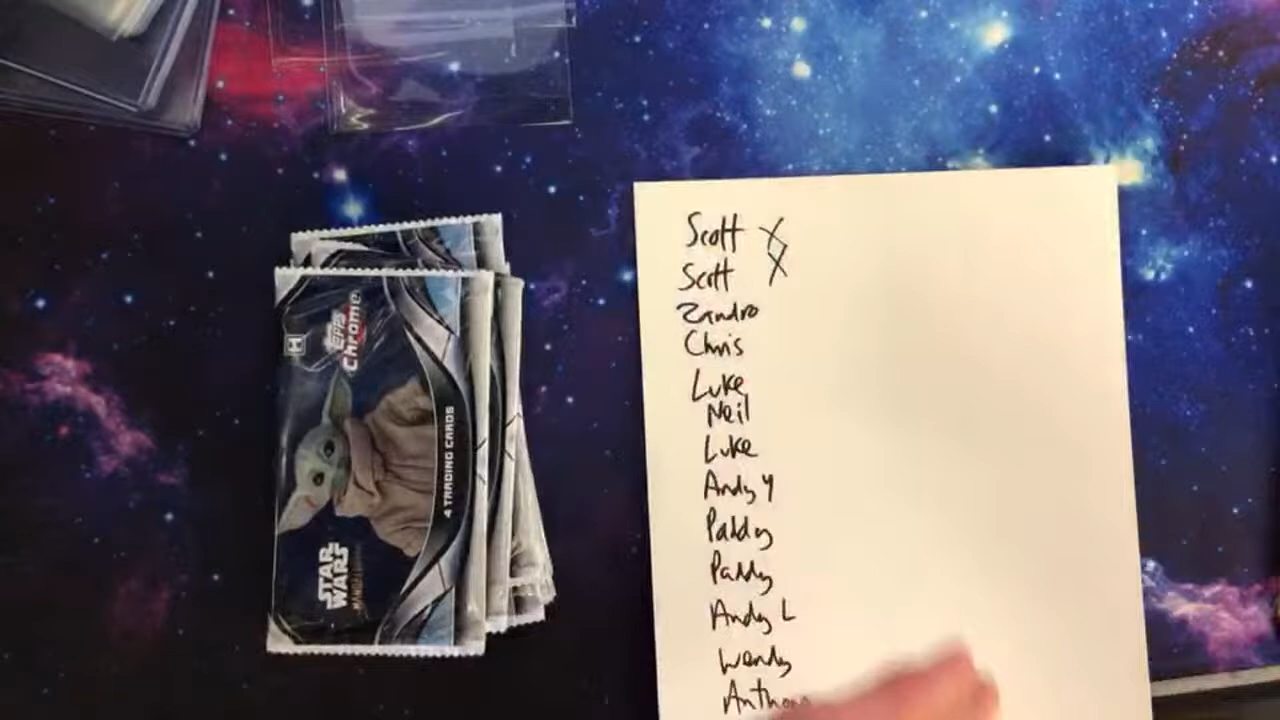 Topps
Chrome
H
4 TRADING CARDS
STAR
WARS
MANDALORIAN
Scott X
Scott X
Zandro
Chris
Luke
Neil
Luke
Andy Y
Paddy
Paddy
Andy L
Wendy